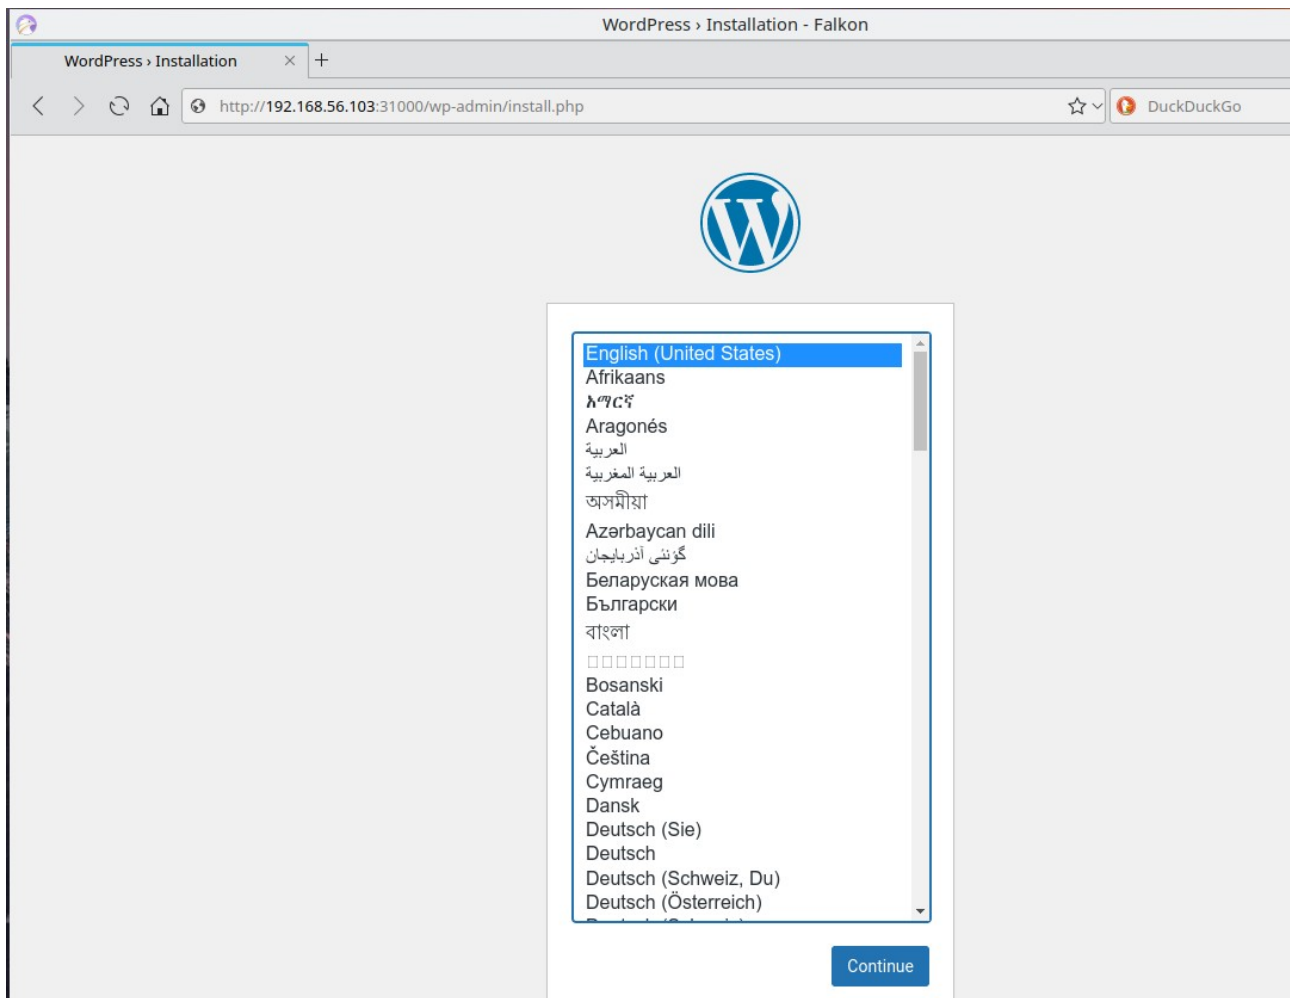 WordPress › Installation - Falkon
WordPress › Installation
http://192.168.56.103:31000/wp-admin/install.php
DuckDuckGo
English (United States)
Afrikaans
አማርኛ
Aragonés
العربية
العربية المغربية
অসমীয়া
Azərbaycan dili
گؤنئی آذربایجان
Беларуская мова
Български
বাংলা
Bosanski
Català
Cebuano
Čeština
Cymraeg
Dansk
Deutsch (Sie)
Deutsch
Deutsch (Schweiz, Du)
Deutsch (Österreich)
Continue